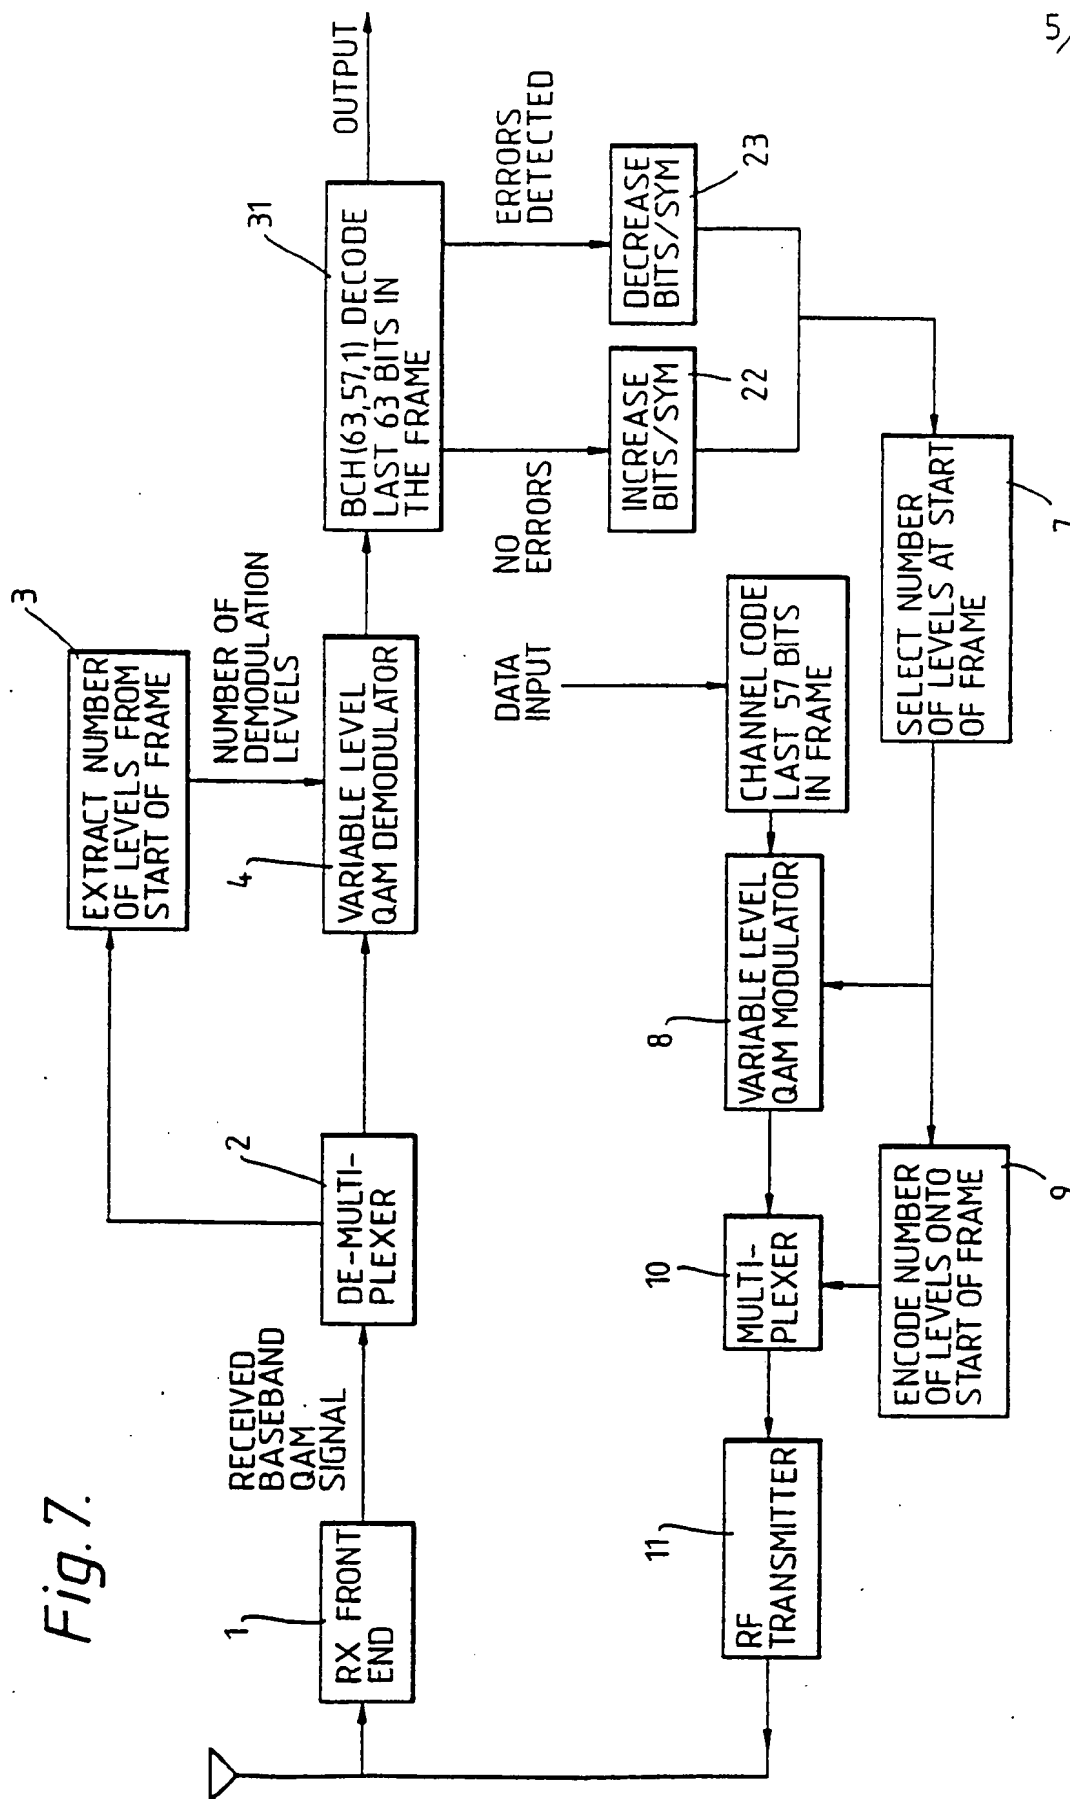 5/
Fig.7.
1
RX FRONT
END
RECEIVED
BASEBAND
QAM
SIGNAL
2
DE-MULTI-
PLEXER
3
EXTRACT NUMBER
OF LEVELS FROM
START OF FRAME
NUMBER OF
DEMODULATION
LEVELS
4
VARIABLE LEVEL
QAM DEMODULATOR
31
BCH(63,57,1) DECODE
LAST 63 BITS IN
THE FRAME
OUTPUT
NO
ERRORS
ERRORS
DETECTED
INCREASE
BITS/SYM
22
DECREASE
BITS/SYM
23
DATA
INPUT
CHANNEL CODE
LAST 57 BITS
IN FRAME
8
VARIABLE LEVEL
QAM MODULATOR
10
MULTI-
PLEXER
11
RF
TRANSMITTER
SELECT NUMBER
OF LEVELS AT START
OF FRAME
7
ENCODE NUMBER
OF LEVELS ONTO
START OF FRAME
9